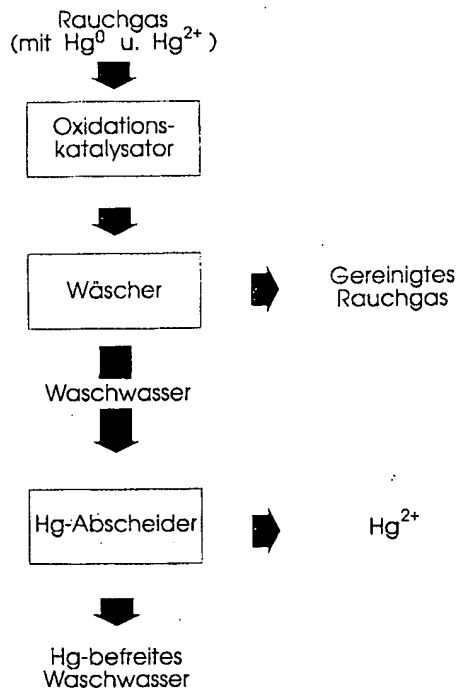 Rauchgas
(mit Hg⁰ u. Hg²⁺)
Oxidations-
katalysator
Wäscher
Gereinigtes
Rauchgas
Waschwasser
Hg-Abscheider
Hg²⁺
Hg-befreites
Waschwasser